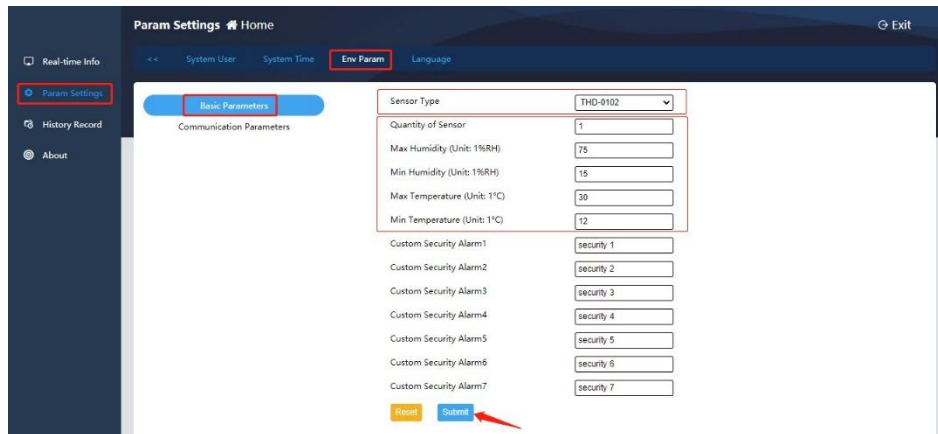 Param Settings Home Exit
Real-time Info
Param Settings
History Record
About
<< System User System Time Env Param Language
Basic Parameters
Communication Parameters
Sensor Type THD-0102
Quantity of Sensor 1
Max Humidity (Unit: 1%RH) 75
Min Humidity (Unit: 1%RH) 15
Max Temperature (Unit: 1°C) 30
Min Temperature (Unit: 1°C) 12
Custom Security Alarm1 security 1
Custom Security Alarm2 security 2
Custom Security Alarm3 security 3
Custom Security Alarm4 security 4
Custom Security Alarm5 security 5
Custom Security Alarm6 security 6
Custom Security Alarm7 security 7
Reset Submit